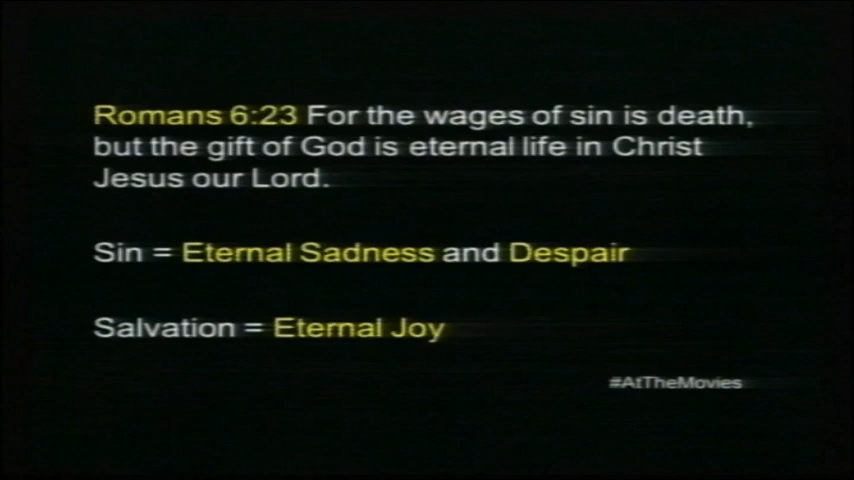 Romans 6:23 For the wages of sin is death,
but the gift of God is eternal life in Christ
Jesus our Lord.
Sin = Eternal Sadness and Despair
Salvation = Eternal Joy
#AtTheMovies